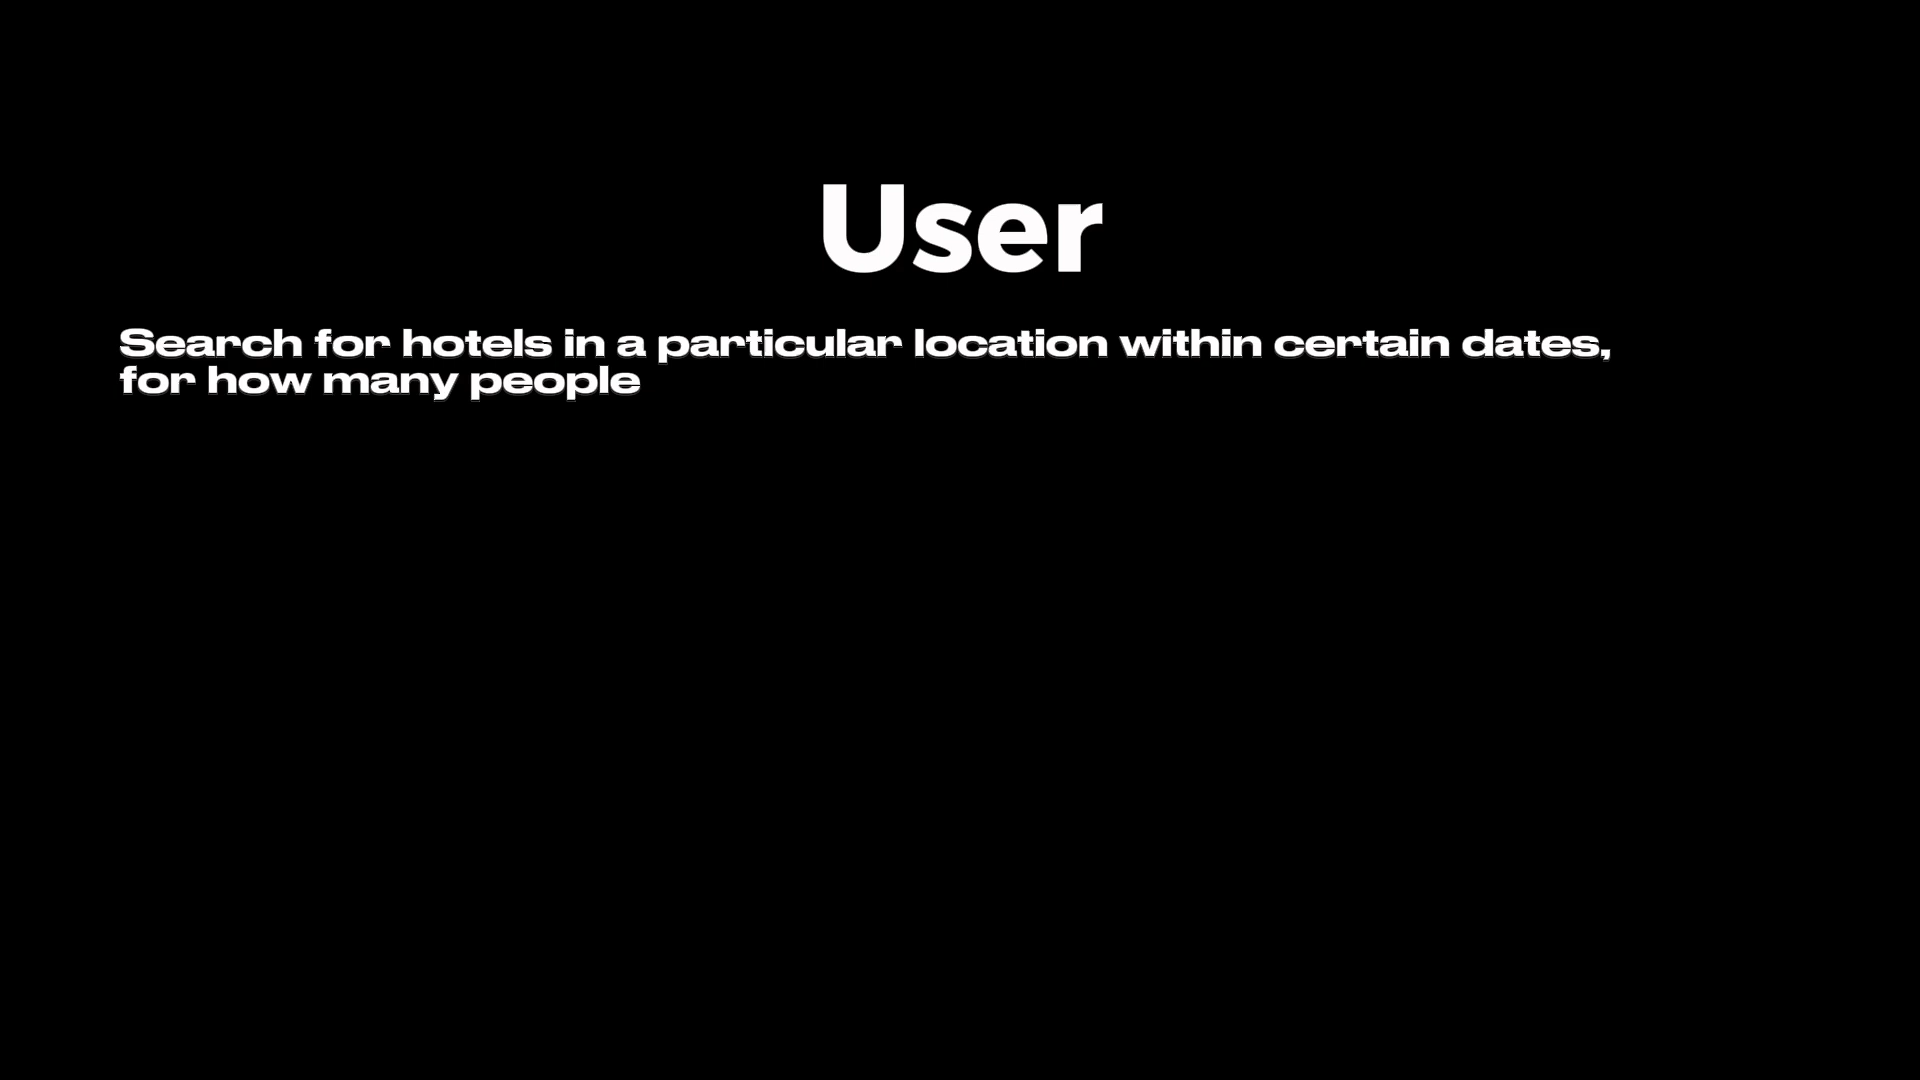 User
Search for hotels in a particular location within certain dates,
for how many people